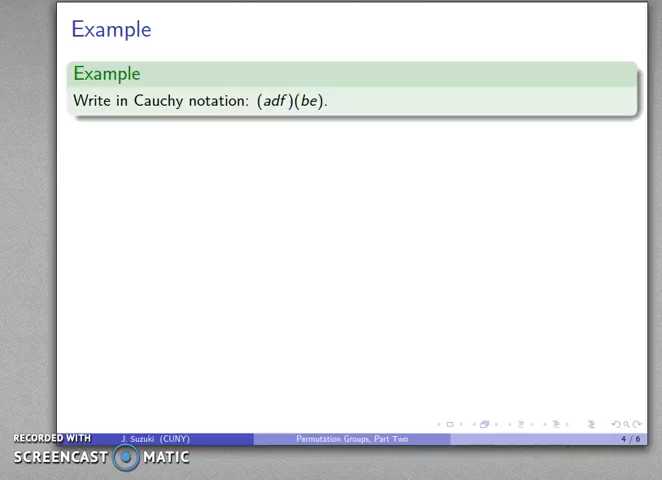 Example
Example
Write in Cauchy notation: (adf)(be).
RECORDED WITH
J. Suzuki (CUNY)
Permutation Groups, Part Two
4 / 6
SCREENCAST MATIC